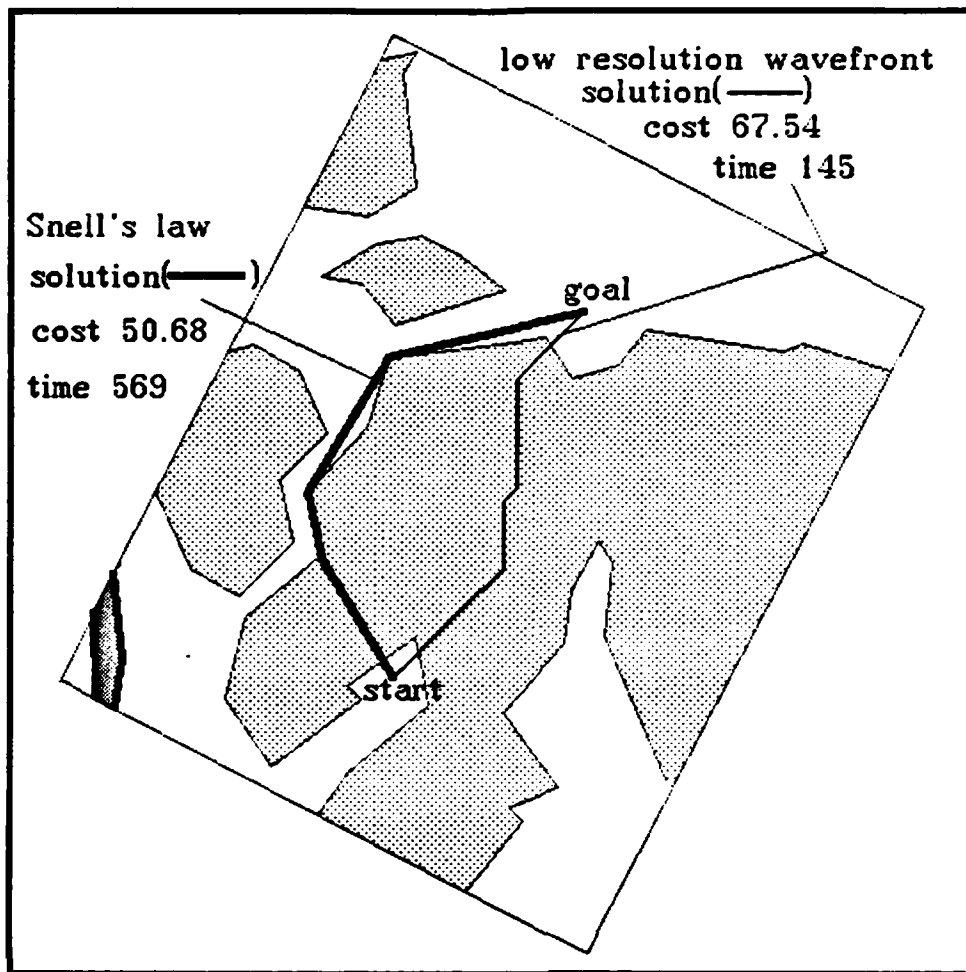 low resolution wavefront
solution( )
cost 67.54
time 145
Snell's law
solution( )
cost 50.68
time 569
goal
start